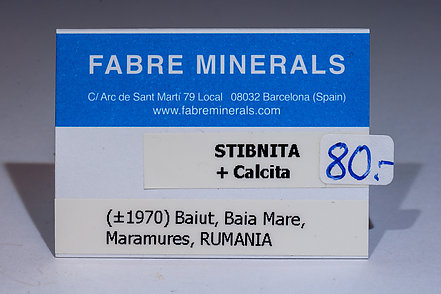 FABRE MINERALS
C/ Arc de Sant Martí 79 Local 08032 Barcelona (Spain)
www.fabreminerals.com
STIBNITA
+ Calcita
80.-
(±1970) Baiut, Baia Mare,
Maramures, RUMANIA